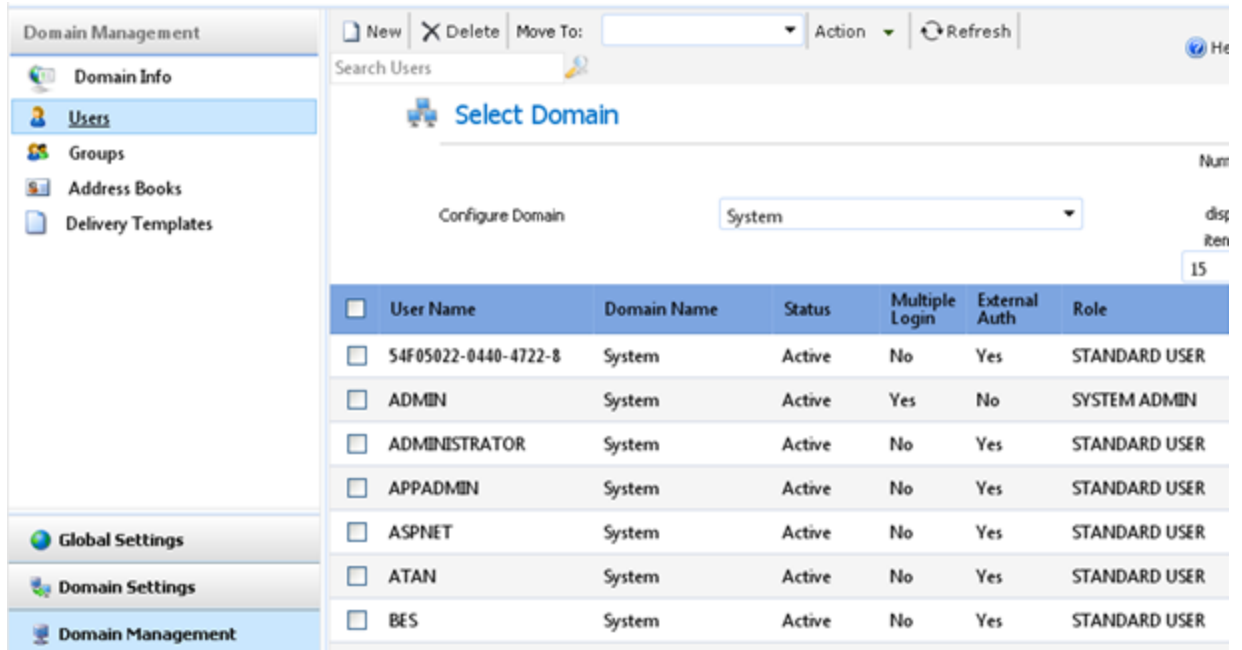 Domain Management
Domain Info
Users
Groups
Address Books
Delivery Templates
Global Settings
Domain Settings
Domain Management
New Delete Move To: Action Refresh
Search Users
Select Domain
Configure Domain System
15
User Name Domain Name Status Multiple Login External Auth Role
54F05022-0440-4722-8 System Active No Yes STANDARD USER
ADMIN System Active Yes No SYSTEM ADMIN
ADMINISTRATOR System Active No Yes STANDARD USER
APPADMIN System Active No Yes STANDARD USER
ASPNET System Active No Yes STANDARD USER
ATAN System Active No Yes STANDARD USER
BES System Active No Yes STANDARD USER